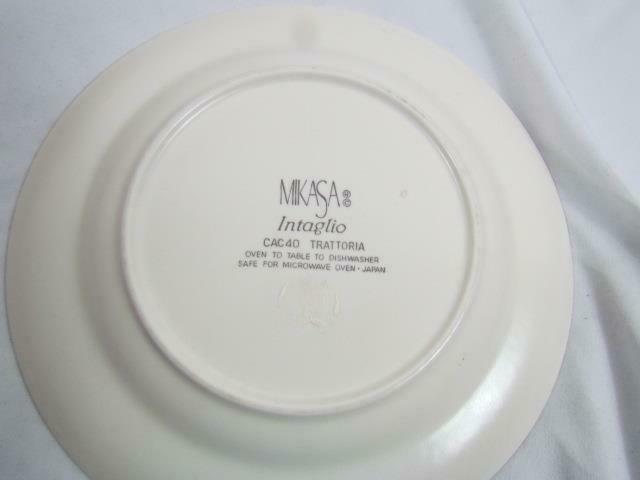 MIKASA ® ©
Intaglio
CAC40 TRATTORIA
OVEN TO TABLE TO DISHWASHER
SAFE FOR MICROWAVE OVEN · JAPAN